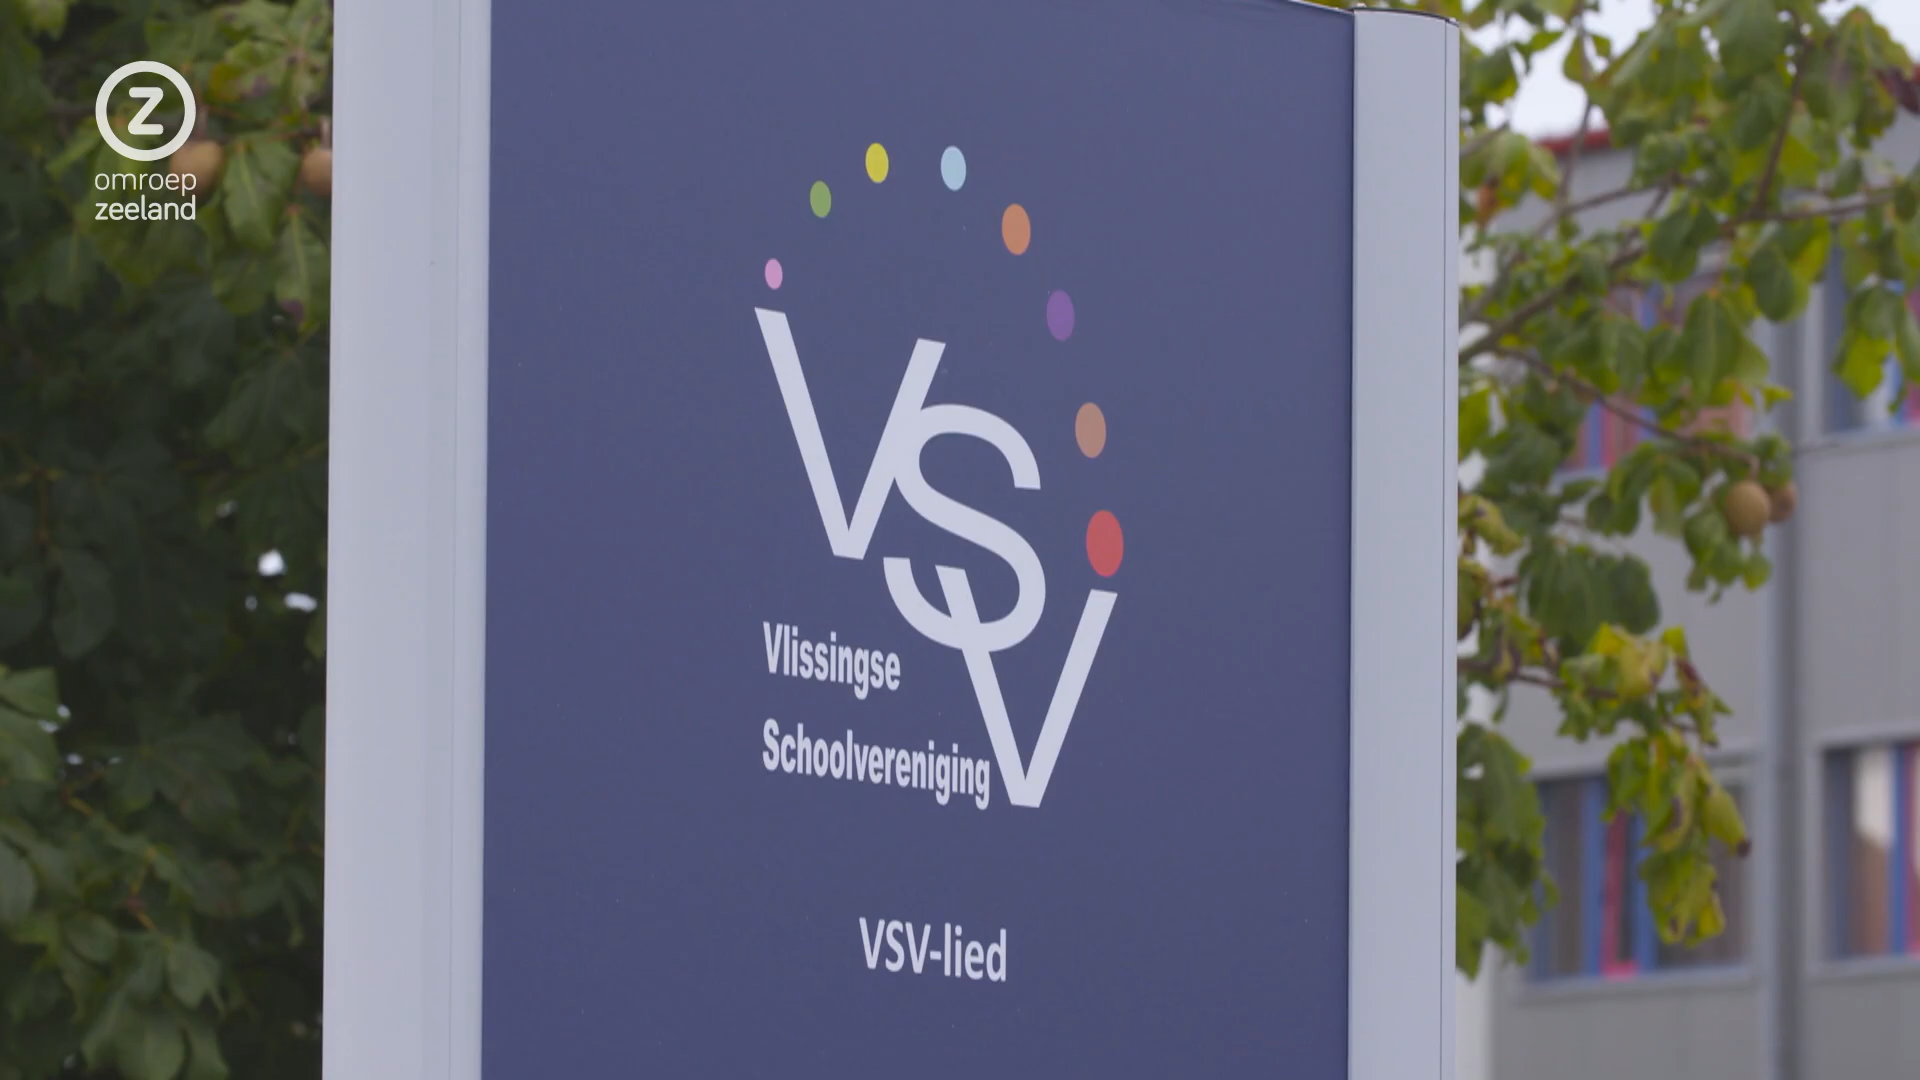 Z
omroep
zeeland
VSV
Vlissingse
Schoolvereniging
VSV-lied